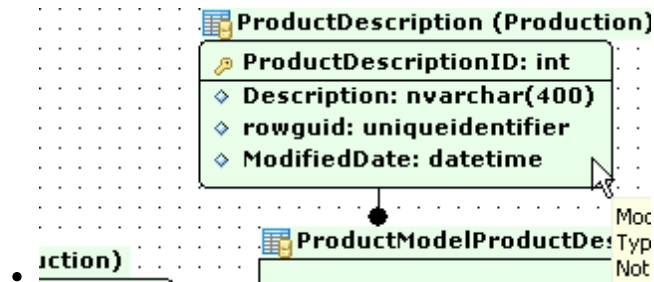 ProductDescription (Production)
ProductDescriptionID: int
Description: nvarchar(400)
rowguid: uniqueidentifier
ModifiedDate: datetime
Mod
ProductModelProductDes
Typ
uction)
Not